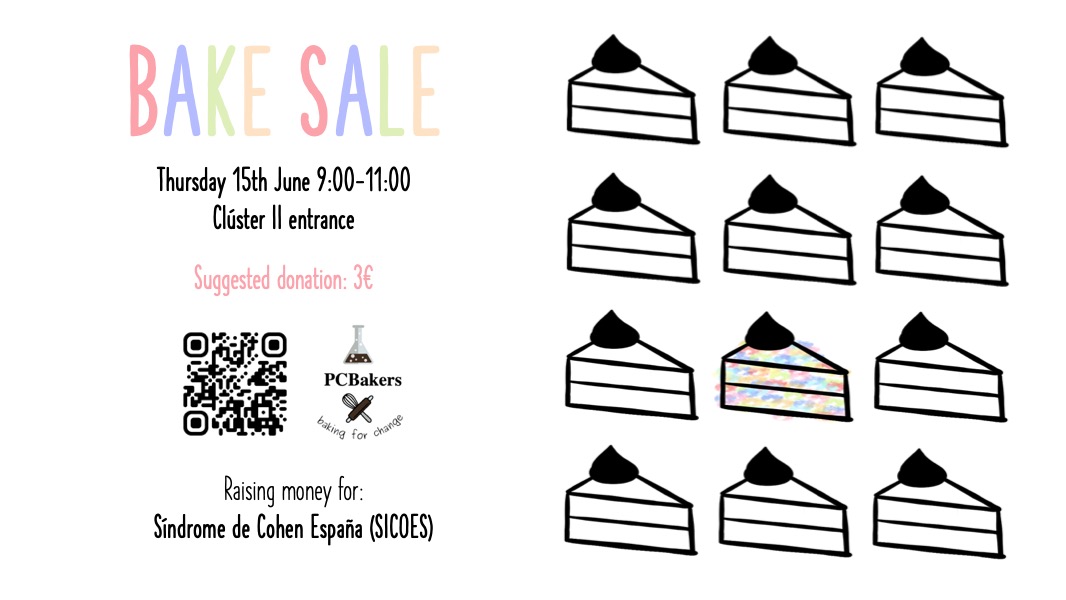 BAKE SALE
Thursday 15th June 9:00-11:00
Clúster II entrance
Suggested donation: 3€
PCBakers
baking for change
Raising money for:
Síndrome de Cohen España (SICOES)